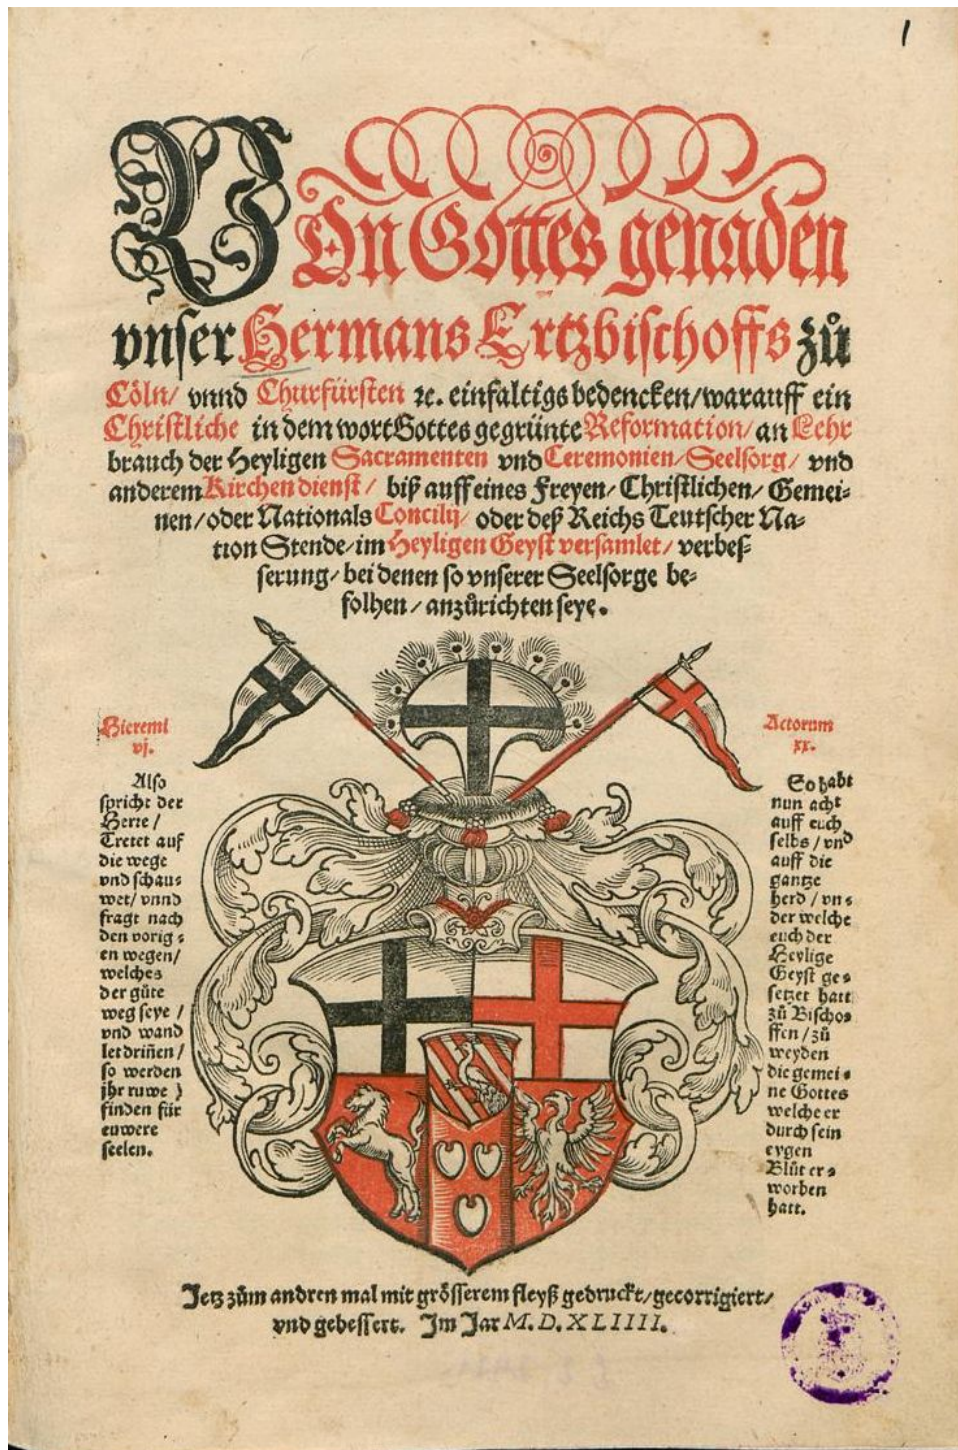 1
VOn Gottes genaden
vnser Hermans Ertzbischoffs zů
Cöln/ vnnd Churfürsten ꝛc. einfaltigs bedencken/warauff ein
Christliche in dem wort Gottes gegrünte Reformation/ an Lehr
brauch der Heyligen Sacramenten vnd Ceremonien/Seelsorg/ vnd
anderem Kirchen dienst/ biß auff eines Freyen/ Christlichen/ Gemei⸗
nen/oder Nationals Concilij/ oder deß Reichs Teutscher Na⸗
tion Stende/im Heyligen Geyst versamlet/ verbes⸗
serung/ bei denen so vnserer Seelsorge be⸗
folhen/ anzůrichten seye.
Hieremi
vj.
Also
spricht der
Herre/
Tretet auf
die wege
vnd schau⸗
wet/ vnnd
fragt nach
den vorig⸗
en wegen/
welches
der gůte
weg seye/
vnd wand
let driñen/
so werden
jhr ruwe
finden für
euwere
seelen.
Actorum
xx.
So habt
nun acht
auff euch
selbs/vnd
auff die
gantze
herd/vn⸗
der welche
euch der
Heylige
Geyst ge⸗
setzet hatt
zů Bischo⸗
ffen/zů
weyden
die gemei⸗
ne Gottes
welche er
durch sein
eygen
Blůt er⸗
worben
hatt.
Jetz zům andren mal mit grösserem fleyß gedruckt/gecorrigiert/
vnd gebessert. Im Jar M. D. XLIIII.